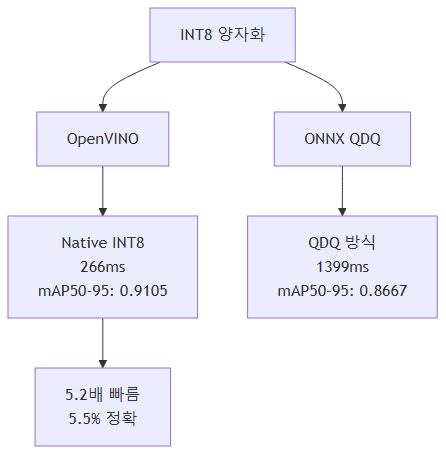 INT8 양자화
OpenVINO
ONNX QDQ
Native INT8
266ms
mAP50-95: 0.9105
QDQ 방식
1399ms
mAP50-95: 0.8667
5.2배 빠름
5.5% 정확